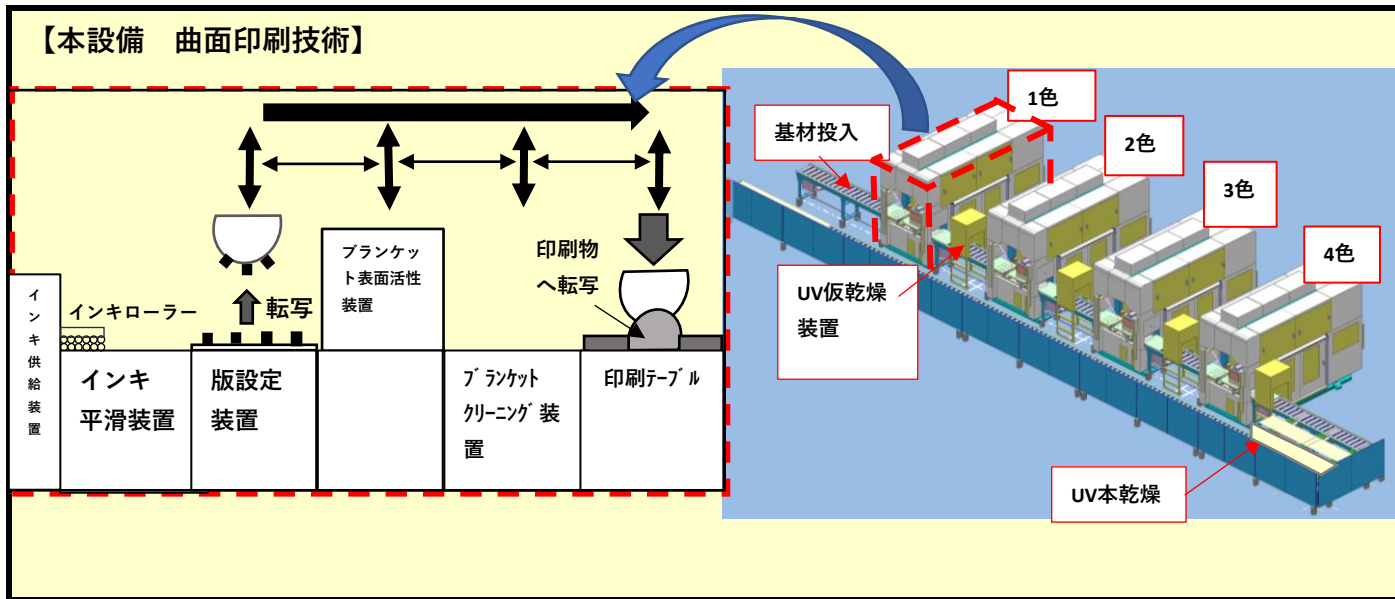 【本設備　曲面印刷技術】
インキローラー
転写
ブランケッ
ト表面活性
装置
印刷物
へ転写
インキ供給装置
インキ
平滑装置
版設定
装置
ﾌﾞﾗﾝｹｯﾄ
ｸﾘｰﾆﾝｸﾞ装
置
印刷ﾃｰﾌﾞﾙ
基材投入
1色
2色
3色
4色
UV仮乾燥
装置
UV本乾燥